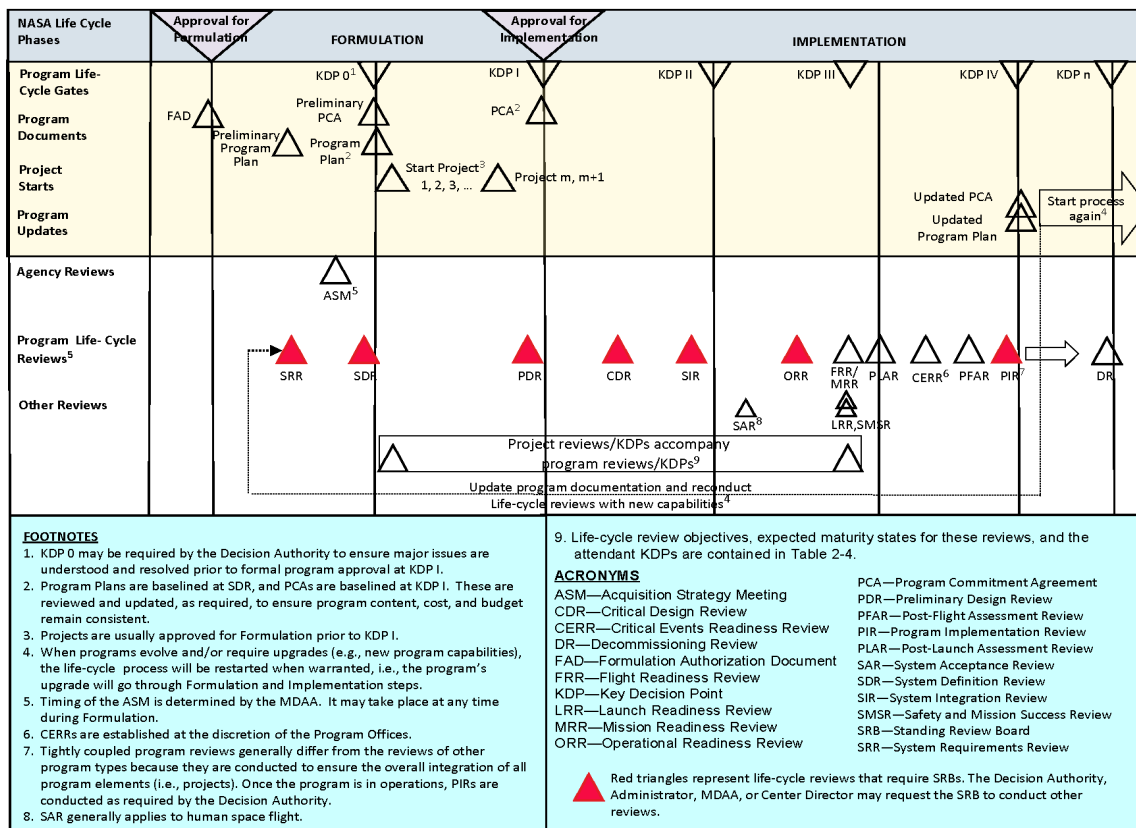 NASA Life Cycle
Phases
Approval for
Formulation
FORMULATION
Approval for
Implementation
IMPLEMENTATION
Program Life-
Cycle Gates
KDP 0¹
KDP I
KDP II
KDP III
KDP IV
KDP n
Program
Documents
FAD
Preliminary
Program
Plan
Preliminary
PCA
Program
Plan²
PCA²
Project
Starts
Start Project³
1, 2, 3, ...
Project m, m+1
Program
Updates
Updated PCA
Updated
Program Plan
Start process
again⁴
Agency Reviews
ASM⁵
Program Life- Cycle
Reviews⁵
SRR
SDR
PDR
CDR
SIR
ORR
FRR/
MRR
PLAR
CERR⁶
PFAR
PIR⁷
DR
Other Reviews
SAR⁸
LRR,SMSR
Project reviews/KDPs accompany
program reviews/KDPs⁹
Update program documentation and reconduct
Life-cycle reviews with new capabilities⁴
FOOTNOTES
1. KDP 0 may be required by the Decision Authority to ensure major issues are
understood and resolved prior to formal program approval at KDP I.
2. Program Plans are baselined at SDR, and PCAs are baselined at KDP I. These are
reviewed and updated, as required, to ensure program content, cost, and budget
remain consistent.
3. Projects are usually approved for Formulation prior to KDP I.
4. When programs evolve and/or require upgrades (e.g., new program capabilities),
the life-cycle process will be restarted when warranted, i.e., the program's
upgrade will go through Formulation and Implementation steps.
5. Timing of the ASM is determined by the MDAA. It may take place at any time
during Formulation.
6. CERRs are established at the discretion of the Program Offices.
7. Tightly coupled program reviews generally differ from the reviews of other
program types because they are conducted to ensure the overall integration of all
program elements (i.e., projects). Once the program is in operations, PIRs are
conducted as required by the Decision Authority.
8. SAR generally applies to human space flight.
9. Life-cycle review objectives, expected maturity states for these reviews, and the
attendant KDPs are contained in Table 2-4.
ACRONYMS
ASM—Acquisition Strategy Meeting
CDR—Critical Design Review
CERR—Critical Events Readiness Review
DR—Decommissioning Review
FAD—Formulation Authorization Document
FRR—Flight Readiness Review
KDP—Key Decision Point
LRR—Launch Readiness Review
MRR—Mission Readiness Review
ORR—Operational Readiness Review
PCA—Program Commitment Agreement
PDR—Preliminary Design Review
PFAR—Post-Flight Assessment Review
PIR—Program Implementation Review
PLAR—Post-Launch Assessment Review
SAR—System Acceptance Review
SDR—System Definition Review
SIR—System Integration Review
SMSR—Safety and Mission Success Review
SRB—Standing Review Board
SRR—System Requirements Review
Red triangles represent life-cycle reviews that require SRBs. The Decision Authority,
Administrator, MDAA, or Center Director may request the SRB to conduct other
reviews.